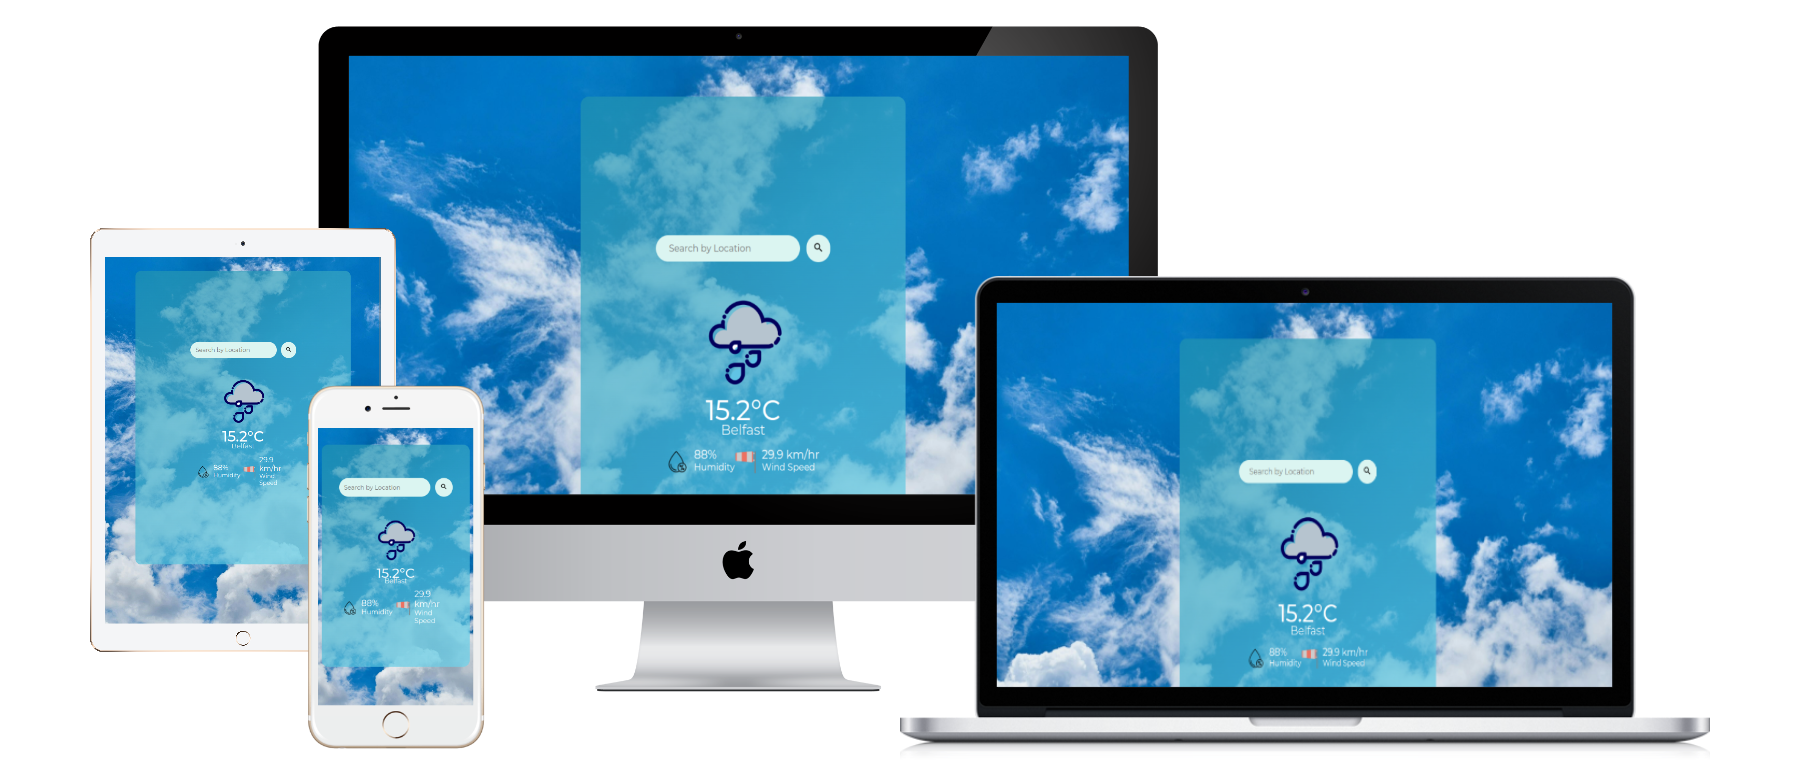 Search by Location
15.2°C
Belfast
88%
Humidity
29.9 km/hr
Wind Speed
Search by Location
15.2°C
Belfast
88%
Humidity
29.9
km/hr
Wind
Speed
Search by Location
15.2°C
Belfast
88%
Humidity
29.9
km/hr
Wind
Speed
Search by Location
15.2°C
Belfast
88%
Humidity
29.9 km/hr
Wind Speed